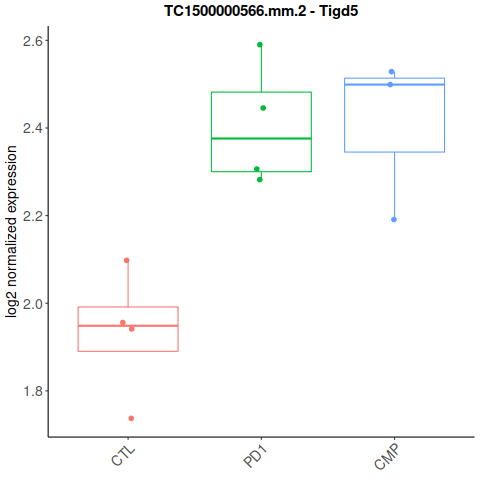 TC1500000566.mm.2 - Tigd5
log2 normalized expression
2.6
2.4
2.2
2.0
1.8
CTL
PD1
CMP